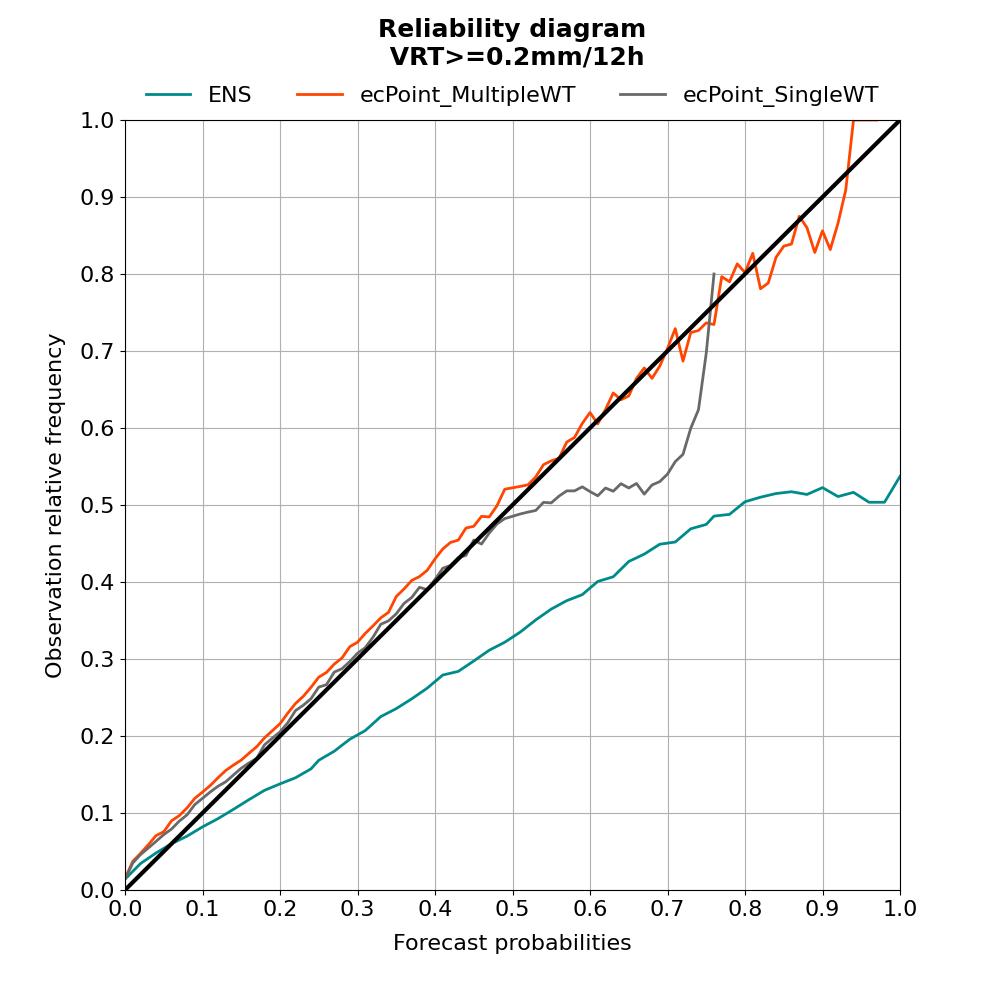 Reliability diagram
VRT>=0.2mm/12h
ENS ecPoint_MultipleWT ecPoint_SingleWT
1.0
0.9
0.8
0.7
0.6
0.5
0.4
0.3
0.2
0.1
0.0
Observation relative frequency
0.0 0.1 0.2 0.3 0.4 0.5 0.6 0.7 0.8 0.9 1.0
Forecast probabilities